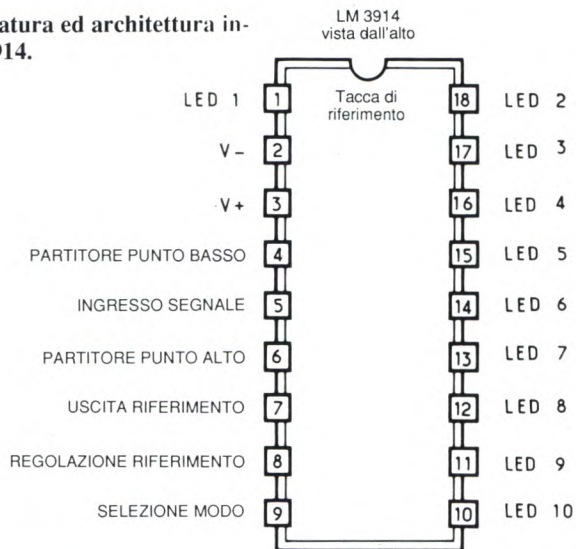 atura ed architettura in-
914.
LM 3914
vista dall'alto
Tacca di
riferimento
LED 1 1 18 LED 2
V- 2 17 LED 3
V+ 3 16 LED 4
PARTITORE PUNTO BASSO 4 15 LED 5
INGRESSO SEGNALE 5 14 LED 6
PARTITORE PUNTO ALTO 6 13 LED 7
USCITA RIFERIMENTO 7 12 LED 8
REGOLAZIONE RIFERIMENTO 8 11 LED 9
SELEZIONE MODO 9 10 LED 10